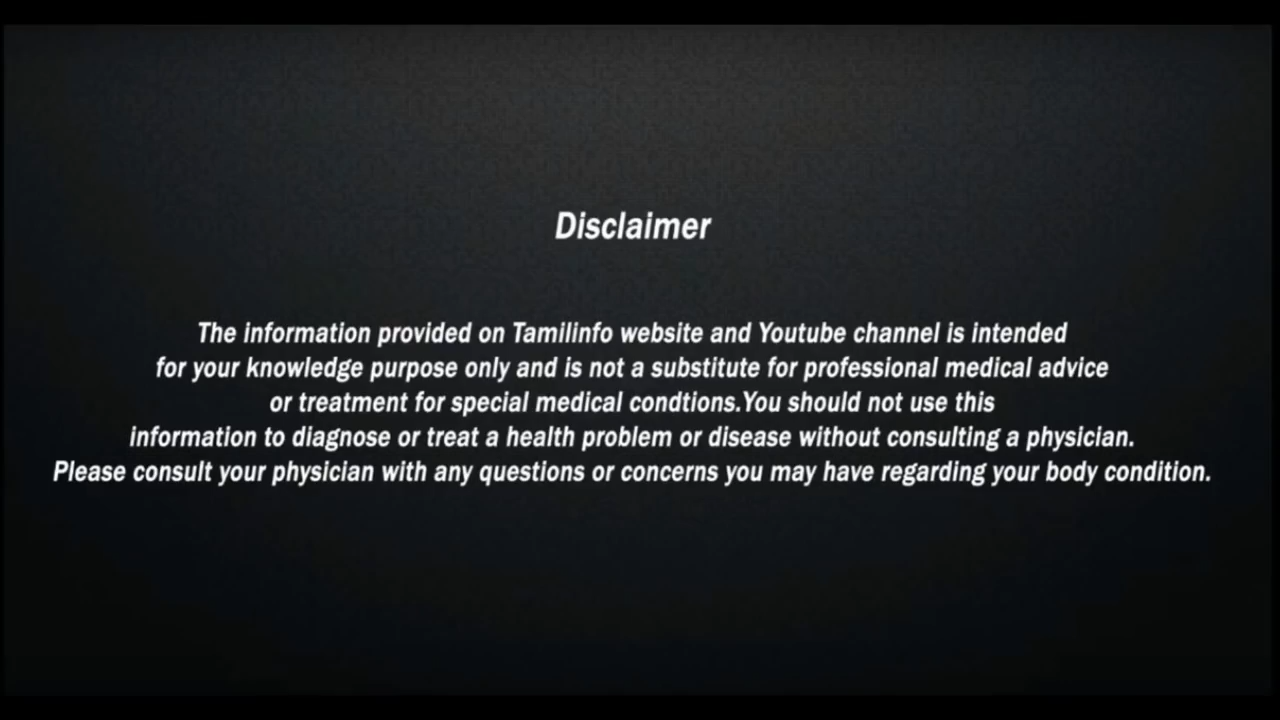 Disclaimer
The information provided on Tamilinfo website and Youtube channel is intended
for your knowledge purpose only and is not a substitute for professional medical advice
or treatment for special medical condtions.You should not use this
information to diagnose or treat a health problem or disease without consulting a physician.
Please consult your physician with any questions or concerns you may have regarding your body condition.